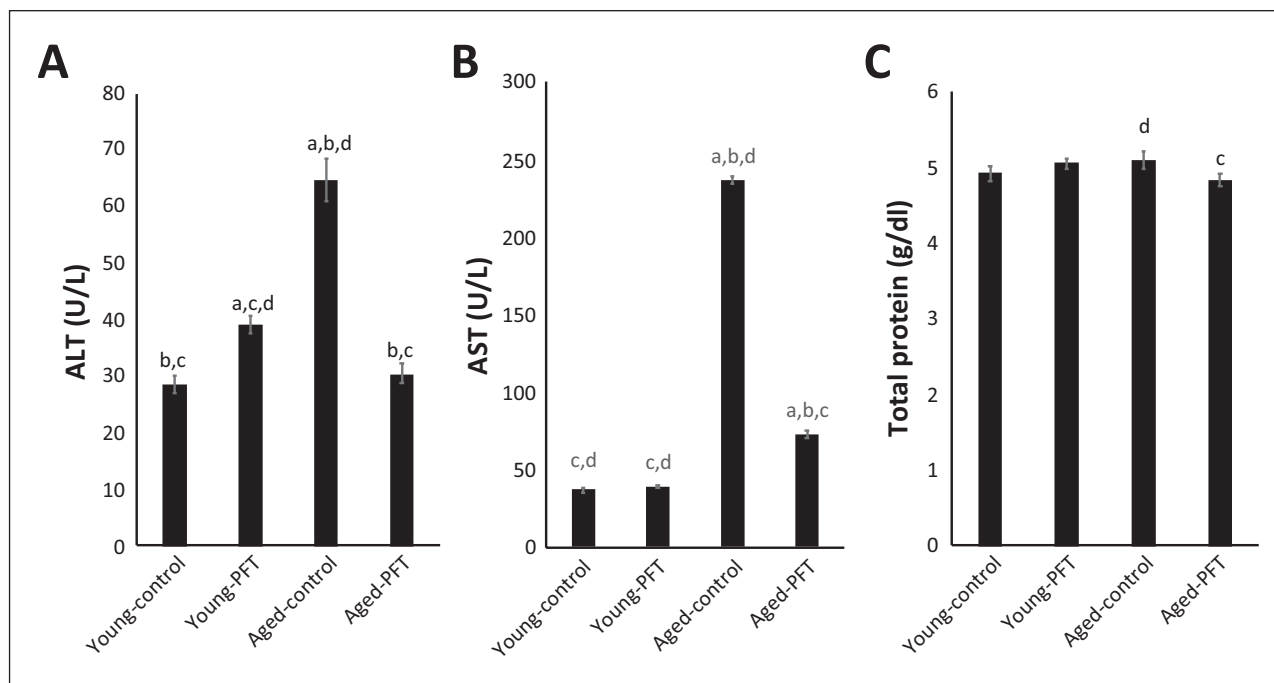 A
ALT (U/L)
80
70
60
50
40
30
20
10
0
b,c
a,c,d
a,b,d
b,c
Young-control
Young-PFT
Aged-control
Aged-PFT
B
AST (U/L)
300
250
200
150
100
50
0
c,d
c,d
a,b,d
a,b,c
Young-control
Young-PFT
Aged-control
Aged-PFT
C
Total protein (g/dl)
6
5
4
3
2
1
0
d
c
Young-control
Young-PFT
Aged-control
Aged-PFT